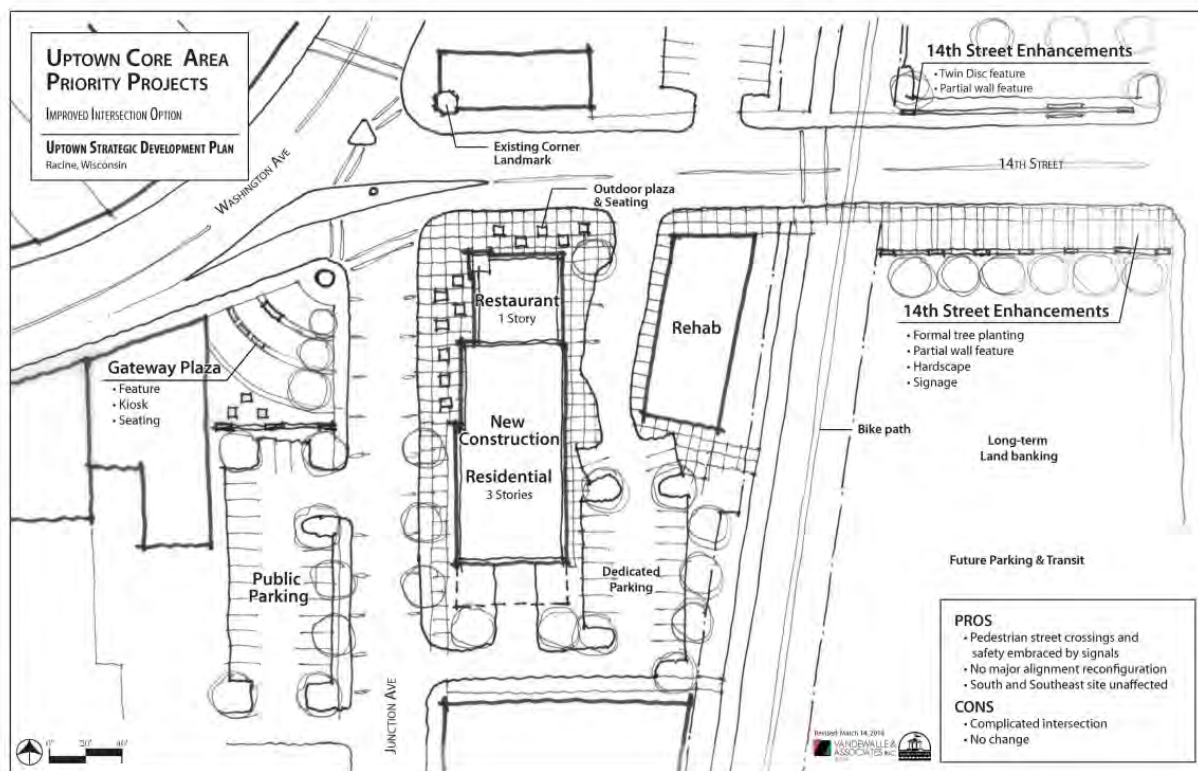 UPTOWN CORE AREA
PRIORITY PROJECTS
IMPROVED INTERSECTION OPTION
UPTOWN STRATEGIC DEVELOPMENT PLAN
Racine, Wisconsin
WASHINGTON AVE
Existing Corner
Landmark
14th Street Enhancements
• Twin Disc feature
• Partial wall feature
14TH STREET
Outdoor plaza
& Seating
Restaurant
1 Story
Rehab
14th Street Enhancements
• Formal tree planting
• Partial wall feature
• Hardscape
• Signage
Gateway Plaza
• Feature
• Kiosk
• Seating
New
Construction
Residential
3 Stories
Bike path
Long-term
Land banking
Public
Parking
Dedicated
Parking
Future Parking & Transit
JUNCTION AVE
PROS
• Pedestrian street crossings and
safety embraced by signals
• No major alignment reconfiguration
• South and Southeast site unaffected
CONS
• Complicated intersection
• No change
0' 20' 40'
Revised: March 14, 2016
VANDEWALLE &
ASSOCIATES INC.